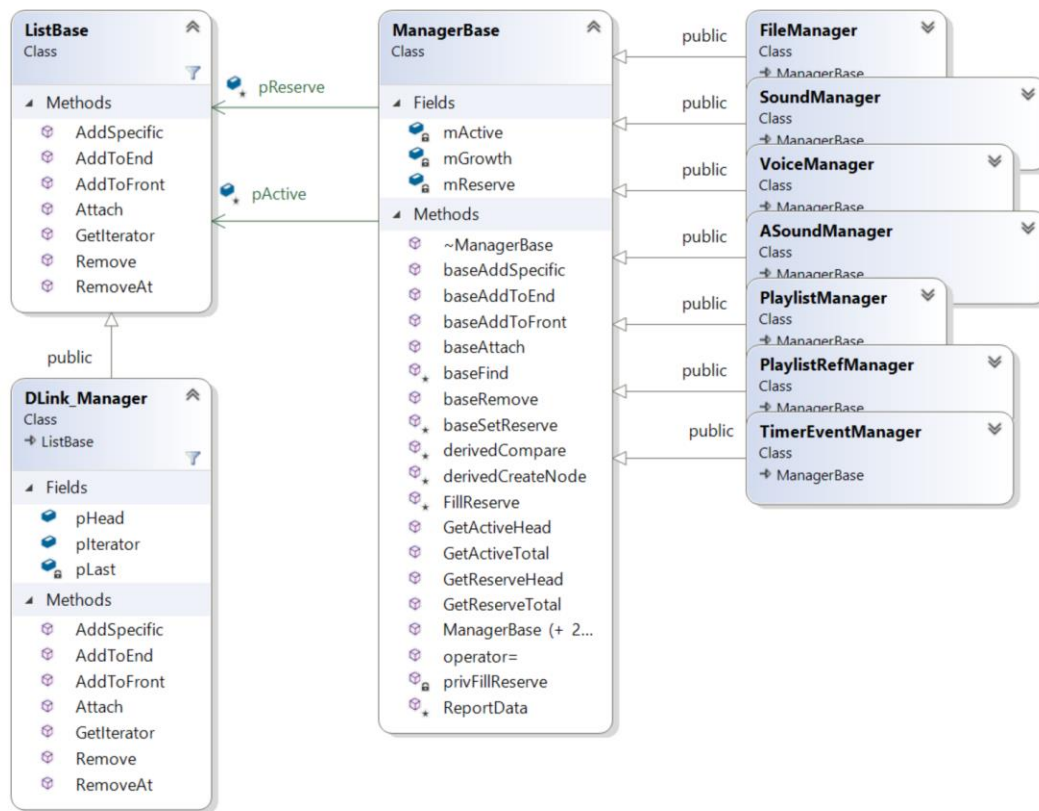 ListBase
Class
Methods
AddSpecific
AddToEnd
AddToFront
Attach
GetIterator
Remove
RemoveAt
public
DLink_Manager
Class
ListBase
Fields
pHead
pIterator
pLast
Methods
AddSpecific
AddToEnd
AddToFront
Attach
GetIterator
Remove
RemoveAt
pReserve
pActive
ManagerBase
Class
Fields
mActive
mGrowth
mReserve
Methods
~ManagerBase
baseAddSpecific
baseAddToEnd
baseAddToFront
baseAttach
baseFind
baseRemove
baseSetReserve
derivedCompare
derivedCreateNode
FillReserve
GetActiveHead
GetActiveTotal
GetReserveHead
GetReserveTotal
ManagerBase (+ 2...
operator=
privFillReserve
ReportData
public
FileManager
Class
ManagerBase
public
SoundManager
Class
ManagerBase
public
VoiceManager
Class
ManagerBase
public
ASoundManager
Class
ManagerBase
public
PlaylistManager
Class
ManagerBase
public
PlaylistRefManager
Class
ManagerBase
public
TimerEventManager
Class
ManagerBase